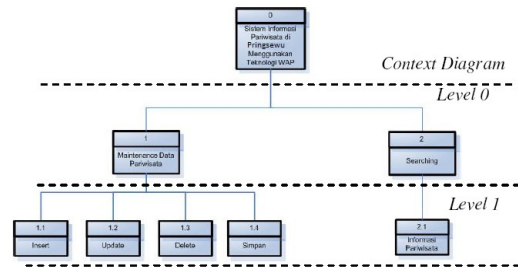 0
Sistem Informasi
Pariwisata di
Pringsewu
Menggunakan
Teknologi WAP
Context Diagram
Level 0
1
Maintenance Data
Pariwisata
2
Searching
Level 1
1.1
Insert
1.2
Update
1.3
Delete
1.4
Simpan
2.1
Informasi
Pariwisata